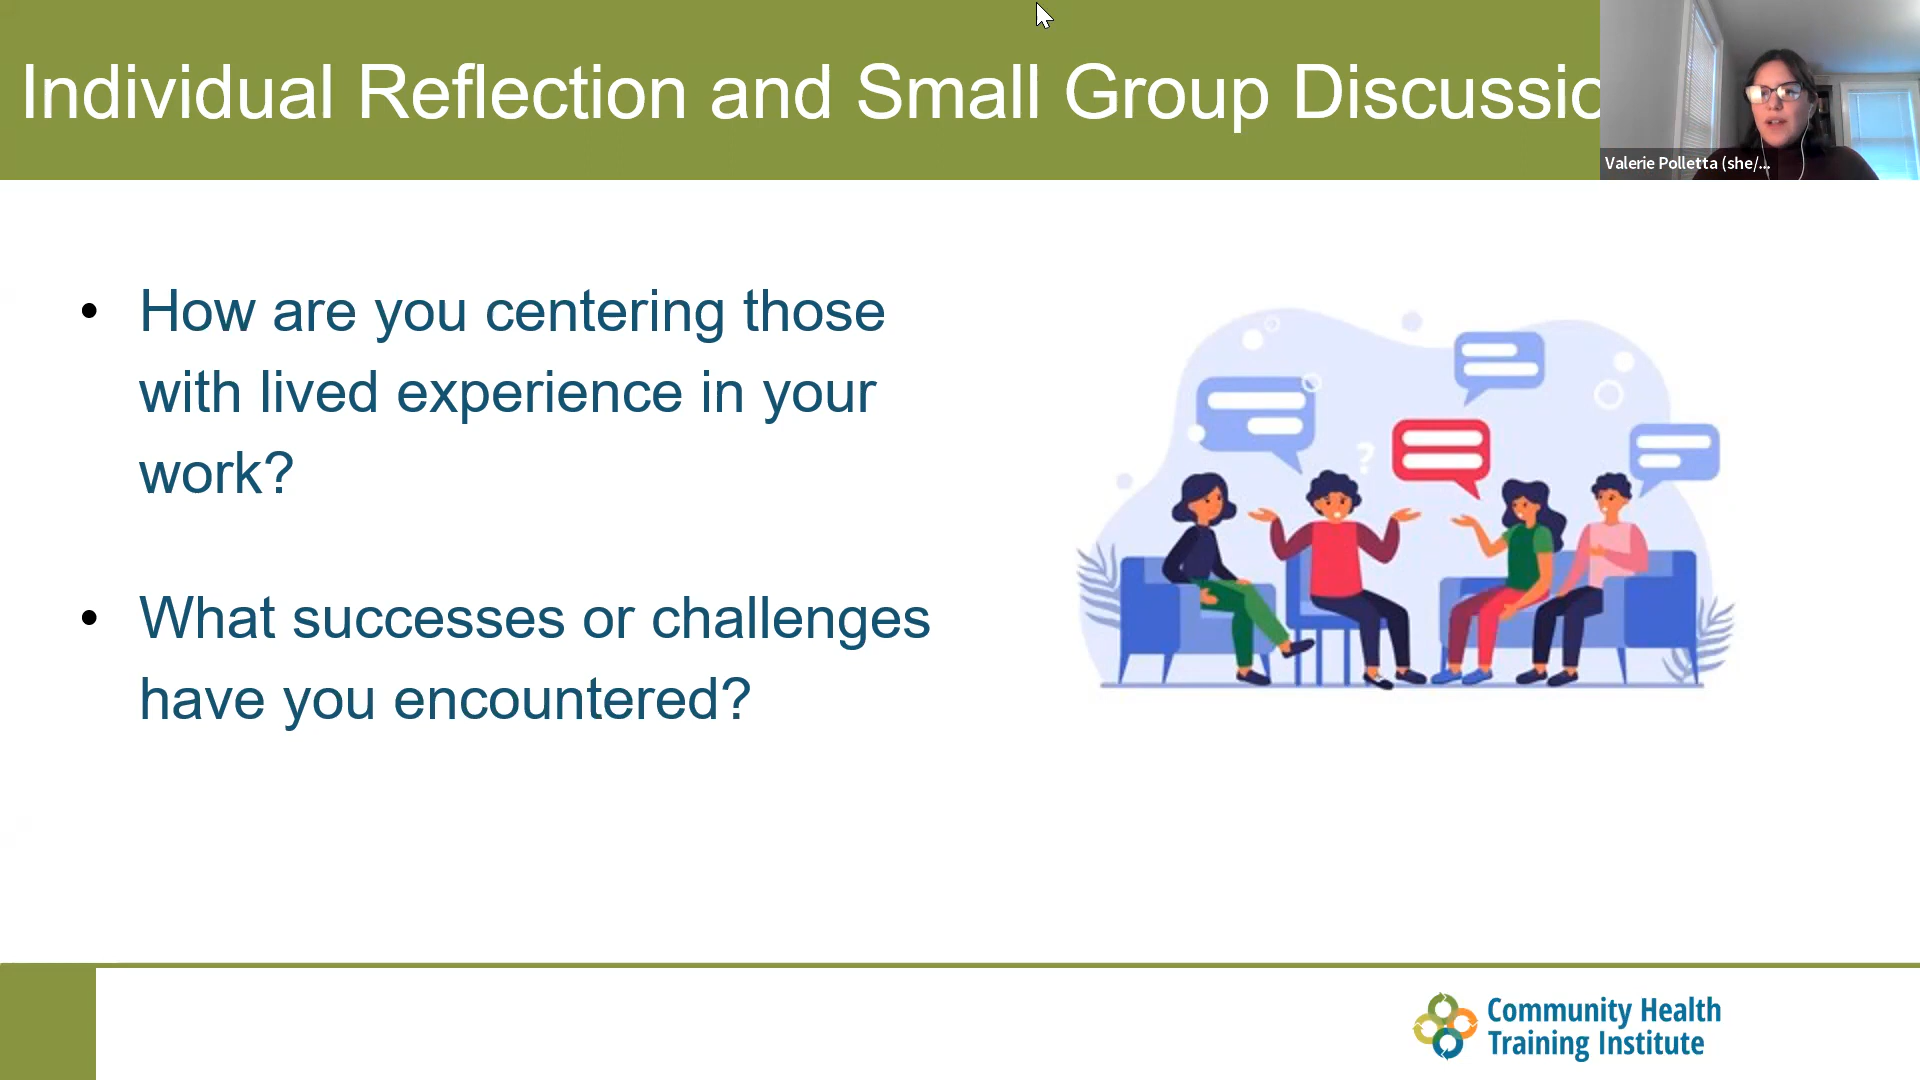 Individual Reflection and Small Group Discussio
Valerie Polletta (she/...
• How are you centering those
with lived experience in your
work?
• What successes or challenges
have you encountered?
?
Community Health
Training Institute